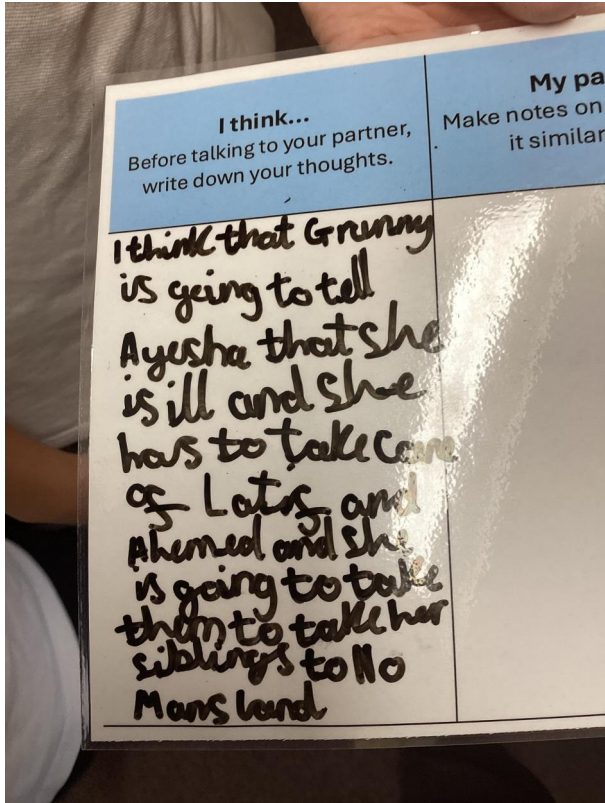 I think...
Before talking to your partner,
write down your thoughts.
My pa
Make notes on
it similar
I think that Granny
is going to tell
Ayesha that she
is ill and she
has to take care
of Latif and
Ahemed and she
is going to take
them to take her
siblings to No
Mans land